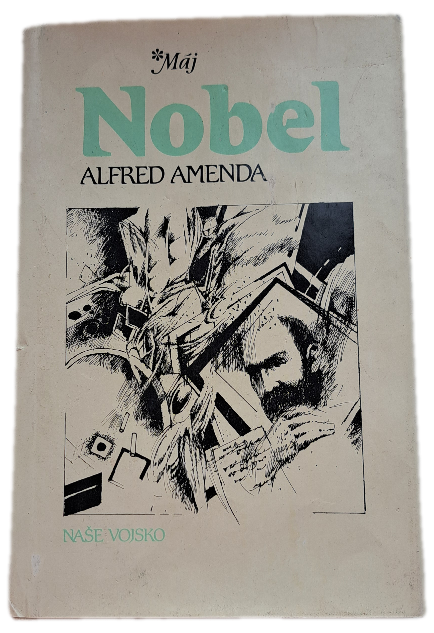 *Máj
Nobel
ALFRED AMENDA
NAŠE VOJSKO